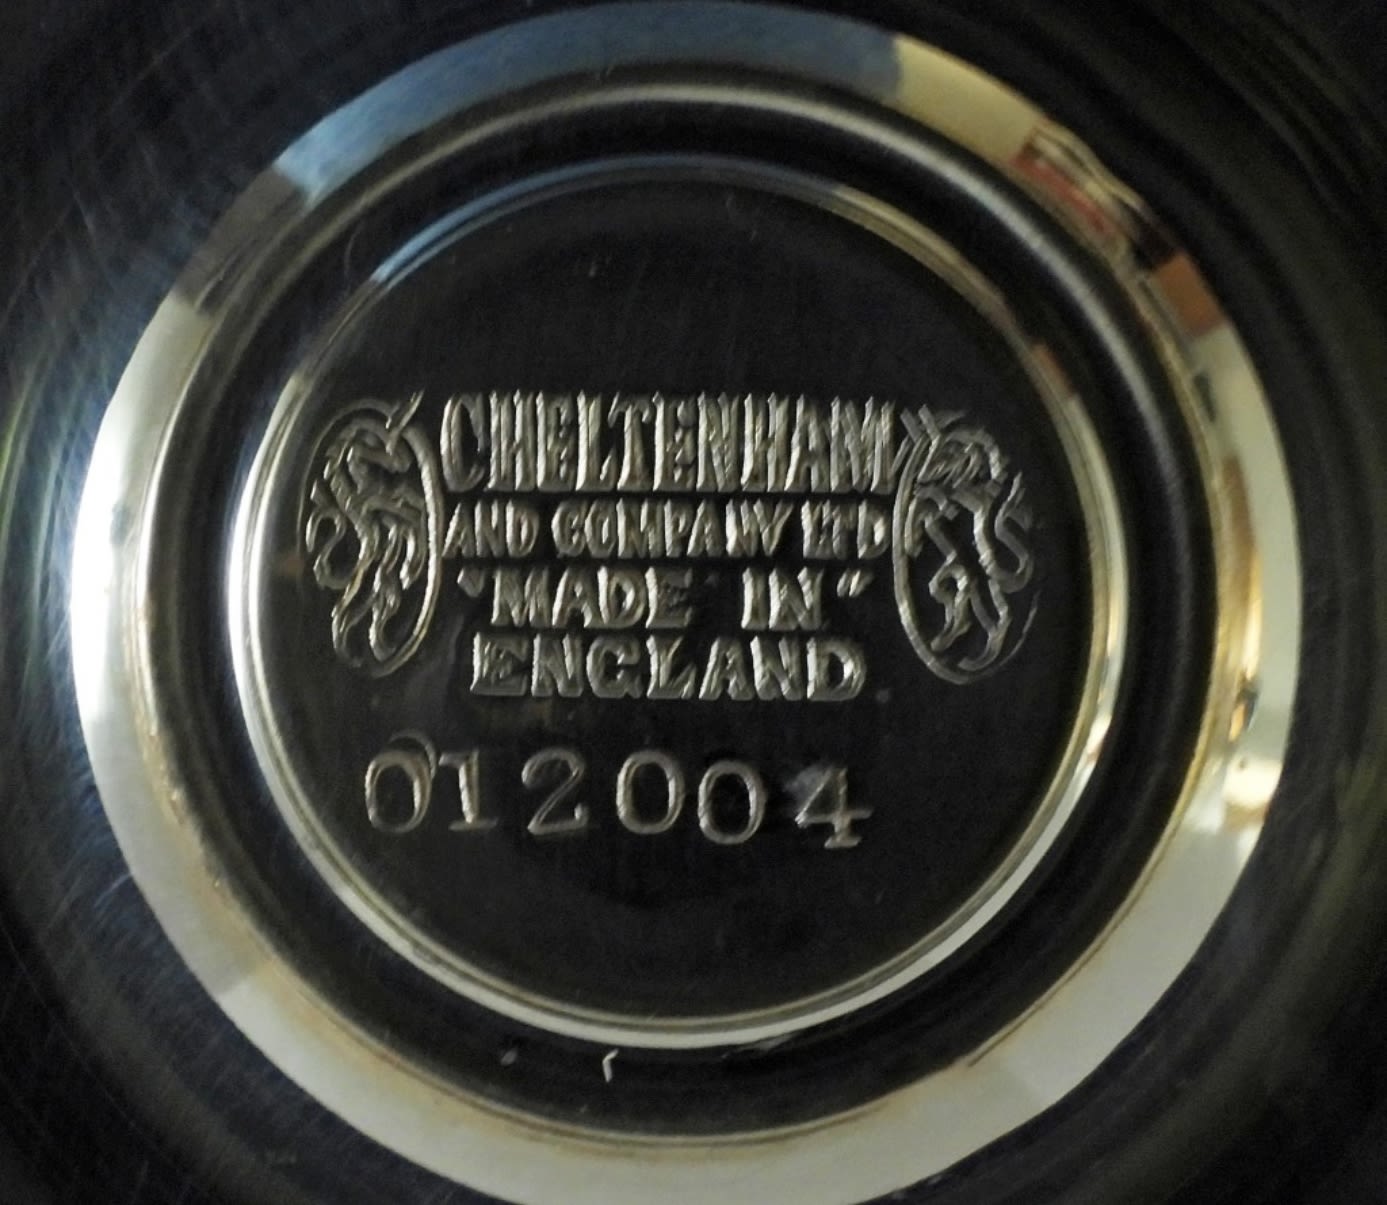 CHELTENHAM
AND COMPANY LTD
"MADE IN"
ENGLAND
012004